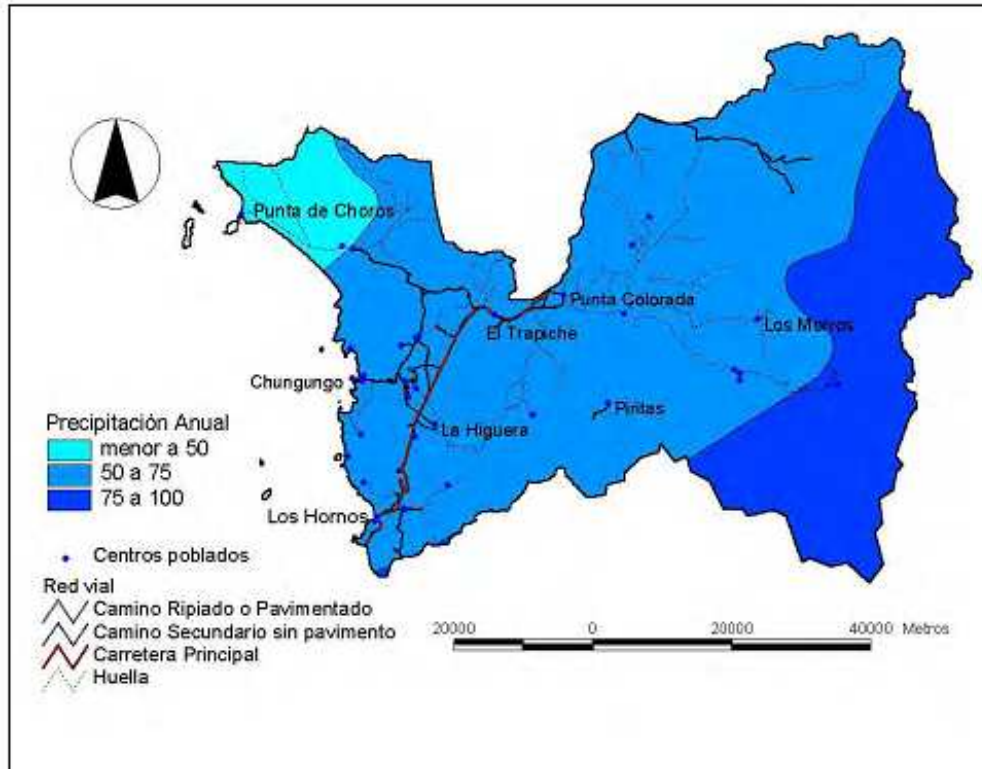 Punta de Choros
Punta Colorada
El Trapiche
Los Morros
Chungungo
Piritas
La Higuera
Los Hornos
Precipitación Anual
menor a 50
50 a 75
75 a 100
Centros poblados
Red vial
Camino Ripiado o Pavimentado
Camino Secundario sin pavimento
Carretera Principal
Huella
20000 0 20000 40000 Metros